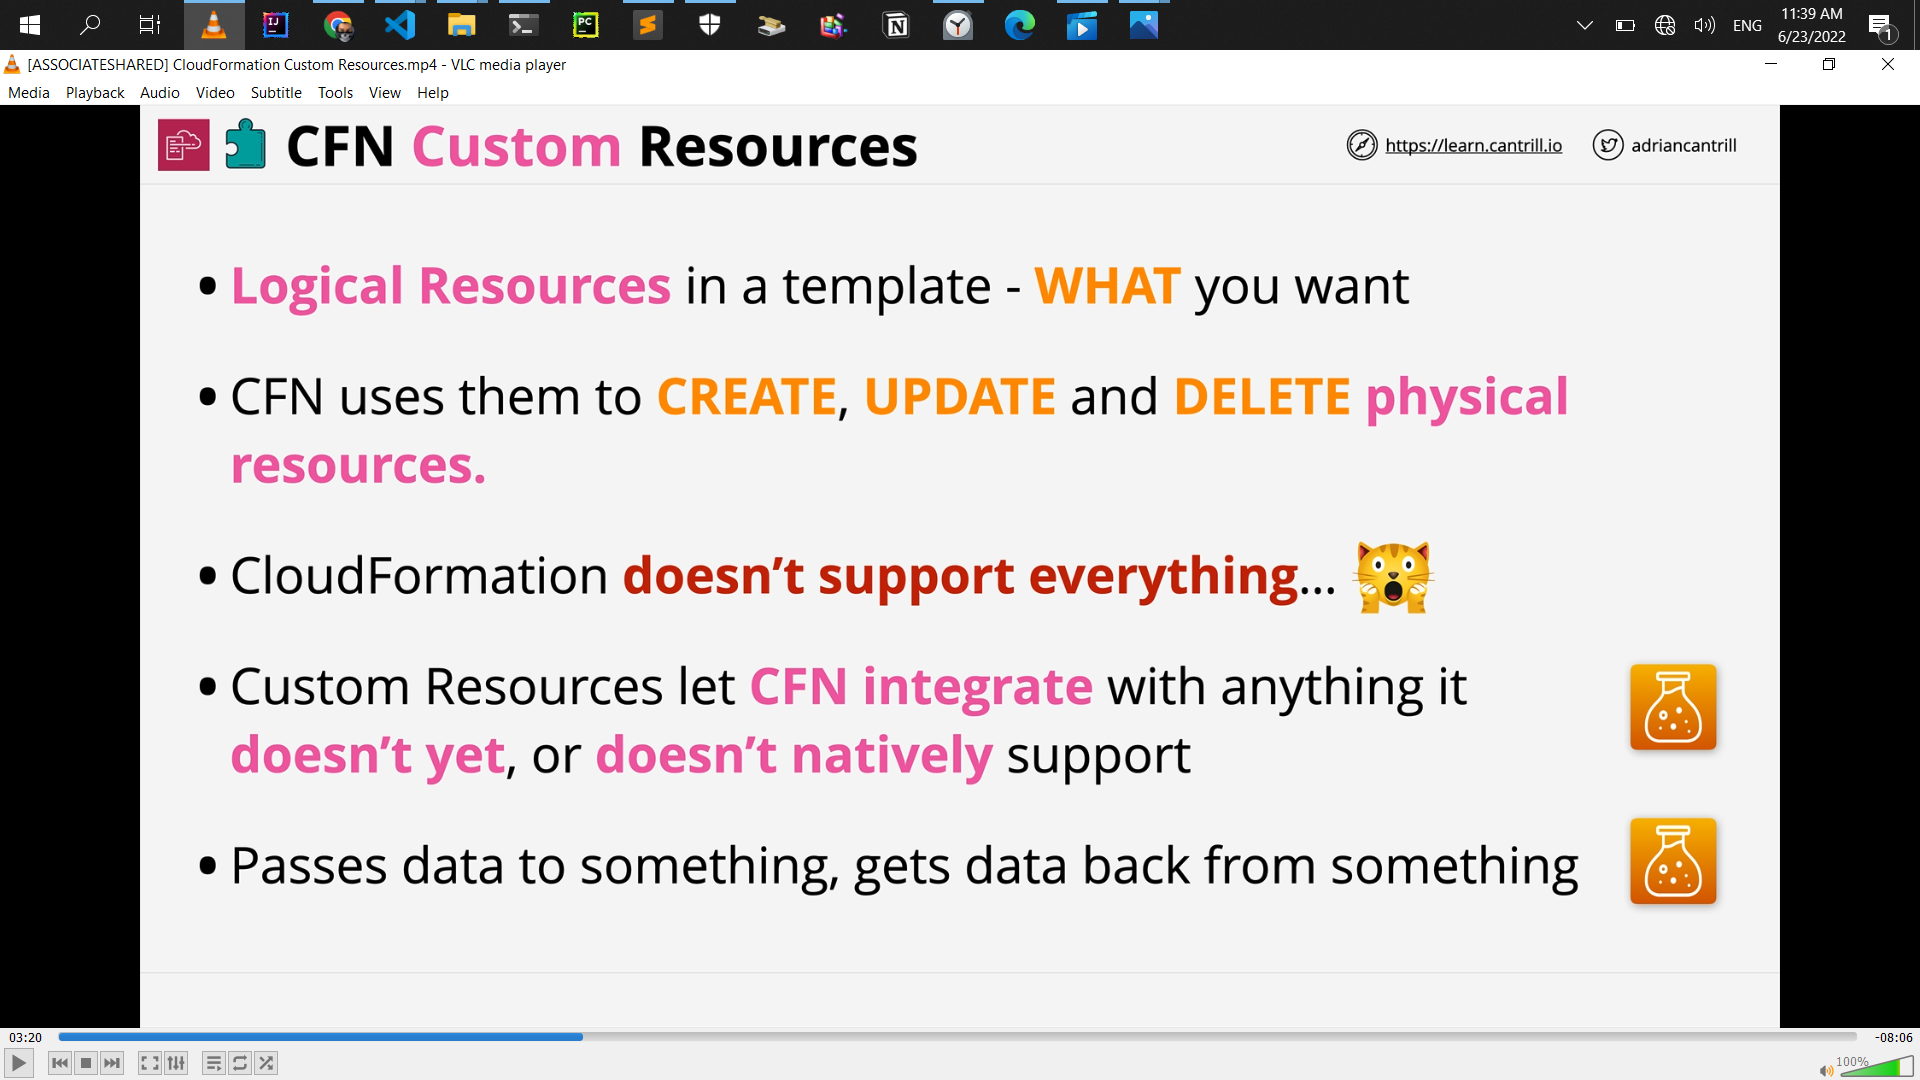 11:39 AM
ENG
6/23/2022
1
[ASSOCIATESHARED] CloudFormation Custom Resources.mp4 - VLC media player
Media Playback Audio Video Subtitle Tools View Help
CFN Custom Resources
https://learn.cantrill.io
adriancantrill
• Logical Resources in a template - WHAT you want
• CFN uses them to CREATE, UPDATE and DELETE physical
resources.
• CloudFormation doesn’t support everything...
• Custom Resources let CFN integrate with anything it
doesn’t yet, or doesn’t natively support
• Passes data to something, gets data back from something
03:20
-08:06
100%
IJ
PC